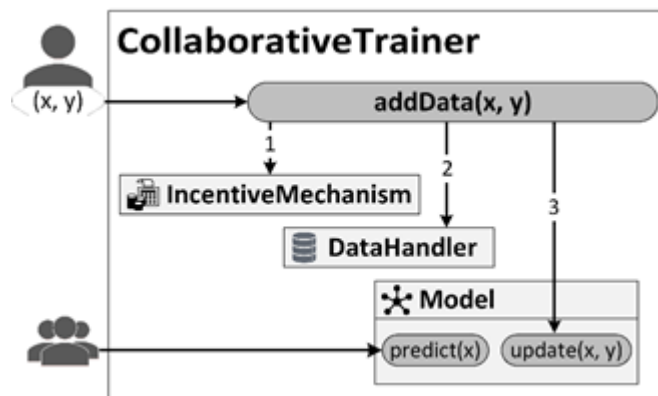 CollaborativeTrainer
(x, y)
addData(x, y)
1
2
3
IncentiveMechanism
DataHandler
Model
predict(x)
update(x, y)